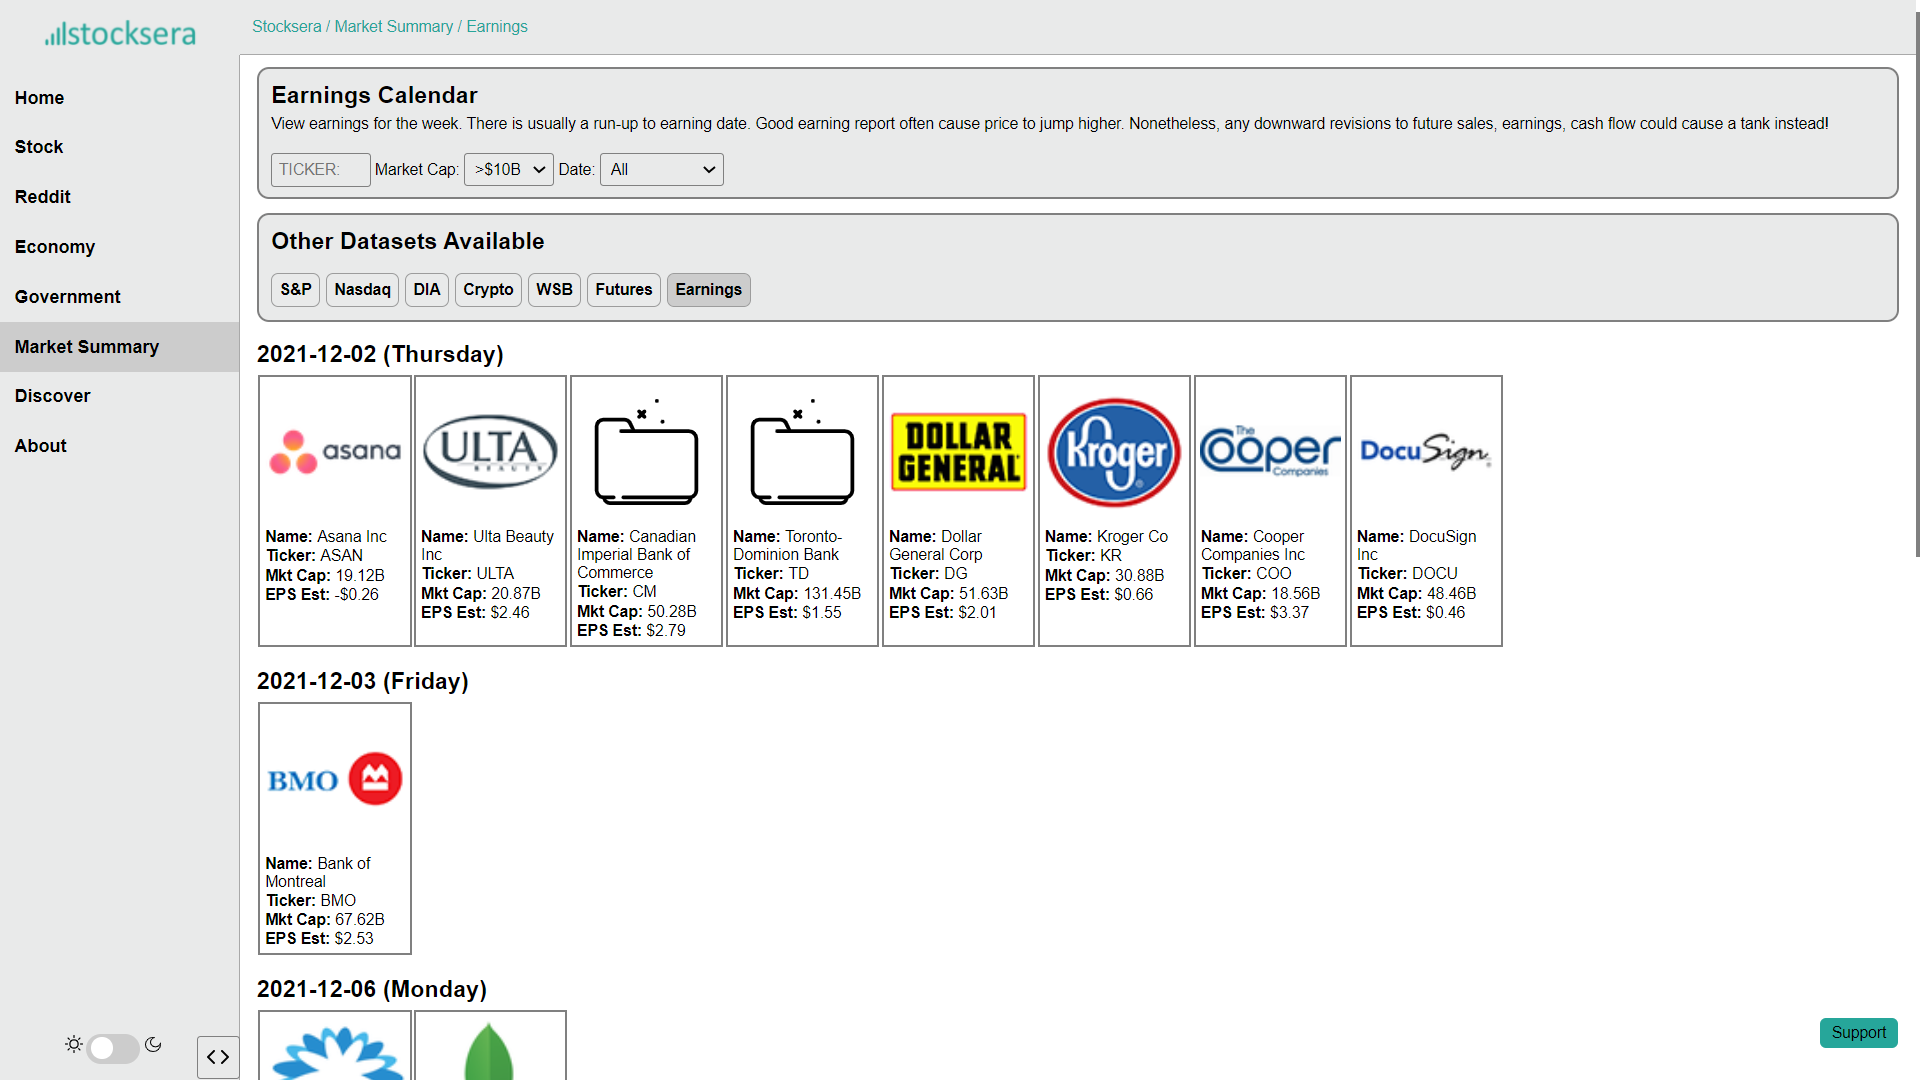 stocksera
Stocksera / Market Summary / Earnings
Home
Stock
Reddit
Economy
Government
Market Summary
Discover
About
Earnings Calendar
View earnings for the week. There is usually a run-up to earning date. Good earning report often cause price to jump higher. Nonetheless, any downward revisions to future sales, earnings, cash flow could cause a tank instead!
TICKER: Market Cap: >$10B Date: All
Other Datasets Available
S&P Nasdaq DIA Crypto WSB Futures Earnings
2021-12-02 (Thursday)
asana
Name: Asana Inc
Ticker: ASAN
Mkt Cap: 19.12B
EPS Est: -$0.26
ULTA
BEAUTY
Name: Ulta Beauty
Inc
Ticker: ULTA
Mkt Cap: 20.87B
EPS Est: $2.46
Name: Canadian
Imperial Bank of
Commerce
Ticker: CM
Mkt Cap: 50.28B
EPS Est: $2.79
Name: Toronto-
Dominion Bank
Ticker: TD
Mkt Cap: 131.45B
EPS Est: $1.55
DOLLAR
GENERAL
Name: Dollar
General Corp
Ticker: DG
Mkt Cap: 51.63B
EPS Est: $2.01
Kroger
Name: Kroger Co
Ticker: KR
Mkt Cap: 30.88B
EPS Est: $0.66
The
Cooper
Companies
Name: Cooper
Companies Inc
Ticker: COO
Mkt Cap: 18.56B
EPS Est: $3.37
DocuSign
Name: DocuSign
Inc
Ticker: DOCU
Mkt Cap: 48.46B
EPS Est: $0.46
2021-12-03 (Friday)
BMO
Name: Bank of
Montreal
Ticker: BMO
Mkt Cap: 67.62B
EPS Est: $2.53
2021-12-06 (Monday)
Support